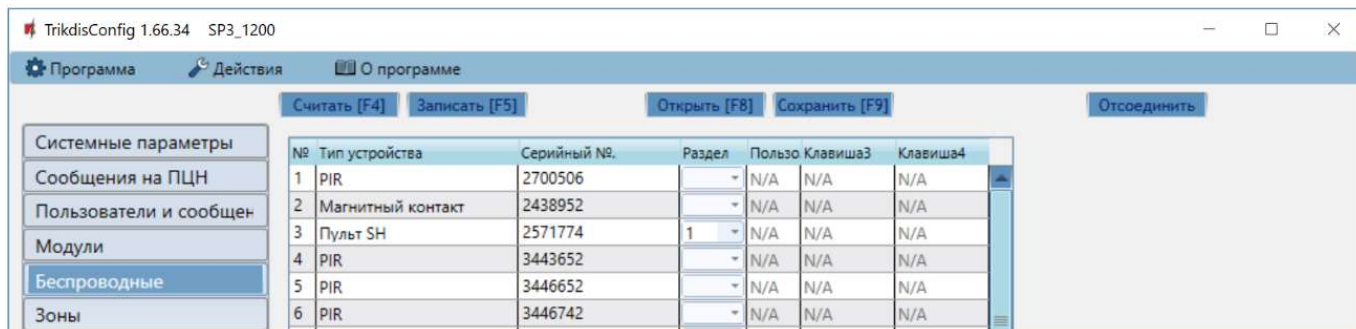 TrikdisConfig 1.66.34 SP3_1200
Программа Действия О программе
Считать [F4] Записать [F5] Открыть [F8] Сохранить [F9] Отсоединить
Системные параметры
Сообщения на ПЦН
Пользователи и сообщен
Модули
Беспроводные
Зоны
№ Тип устройства Серийный №. Раздел Пользо Клавиша3 Клавиша4
1 PIR 2700506 N/A N/A N/A
2 Магнитный контакт 2438952 N/A N/A N/A
3 Пульт SH 2571774 1 N/A N/A N/A
4 PIR 3443652 N/A N/A N/A
5 PIR 3446652 N/A N/A N/A
6 PIR 3446742 N/A N/A N/A